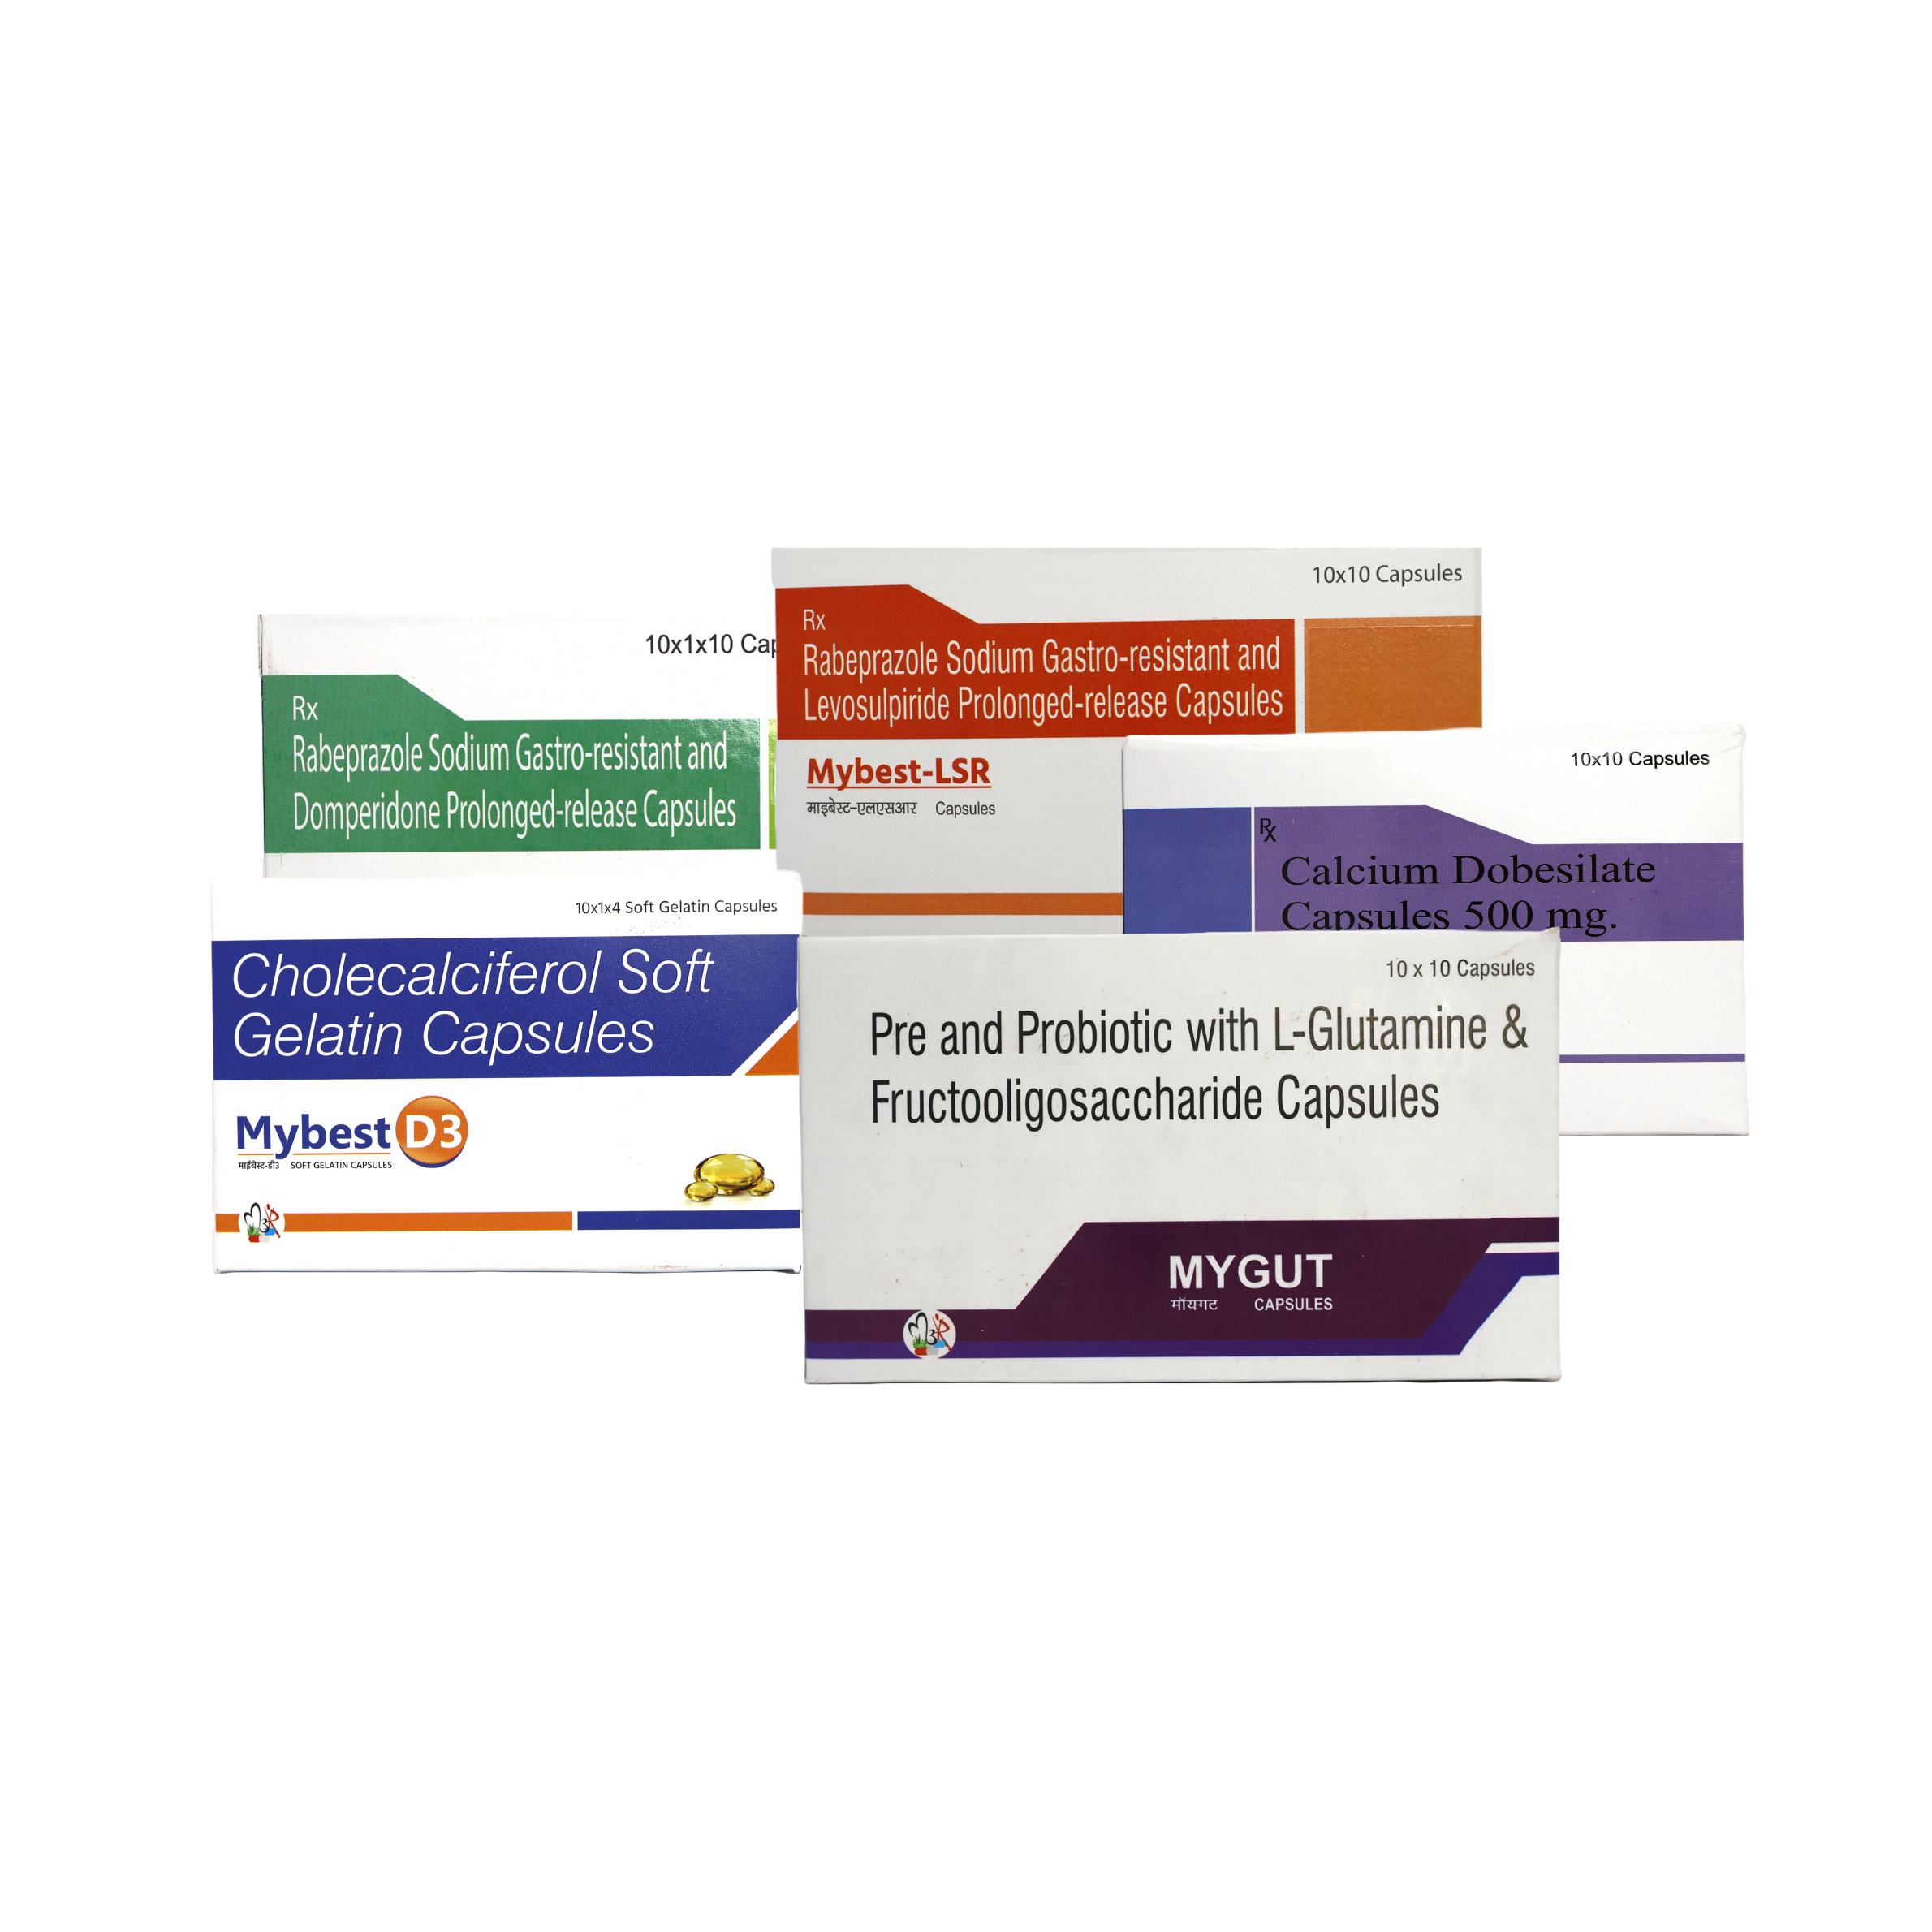 10x1x10
Rx
Rabeprazole Sodium Gastro-resistant and
Domperidone Prolonged-release Capsules
10x10 Capsules
Rx
Rabeprazole Sodium Gastro-resistant and
Levosulpiride Prolonged-release Capsules
Mybest-LSR
माइबेस्ट-एलएसआर Capsules
10x10 Capsules
Rx
Calcium Dobesilate
Capsules 500 mg.
10x1x4 Soft Gelatin Capsules
Cholecalciferol Soft
Gelatin Capsules
Mybest D3
माईबेस्ट-डी3 SOFT GELATIN CAPSULES
M3R
10 x 10 Capsules
Pre and Probiotic with L-Glutamine &
Fructooligosaccharide Capsules
MYGUT
मॉयगट CAPSULES
M3R